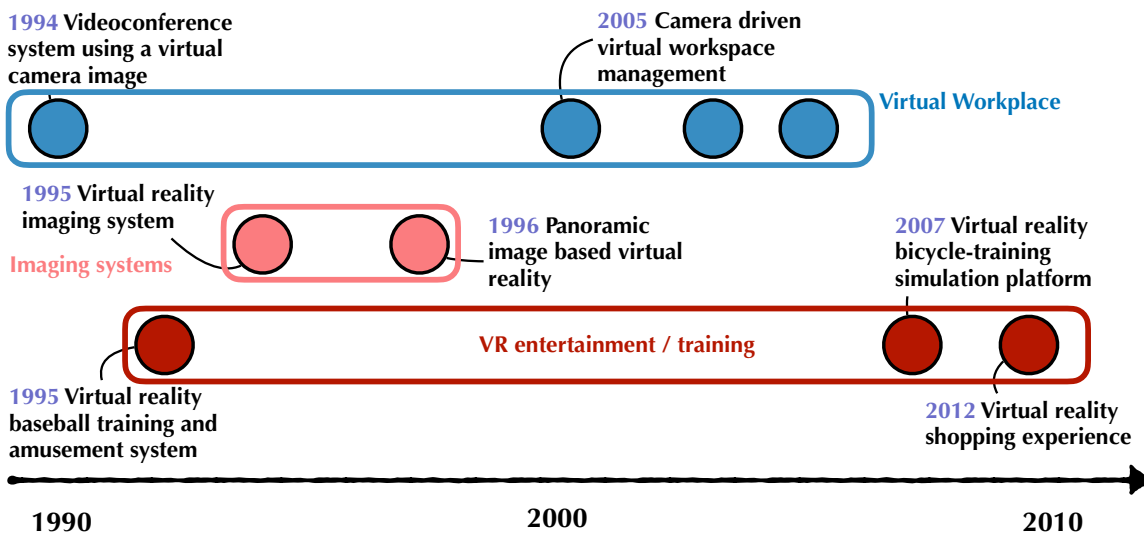 1994 Videoconference
system using a virtual
camera image
2005 Camera driven
virtual workspace
management
Virtual Workplace
1995 Virtual reality
imaging system
Imaging systems
1996 Panoramic
image based virtual
reality
2007 Virtual reality
bicycle-training
simulation platform
VR entertainment / training
1995 Virtual reality
baseball training and
amusement system
2012 Virtual reality
shopping experience
1990
2000
2010